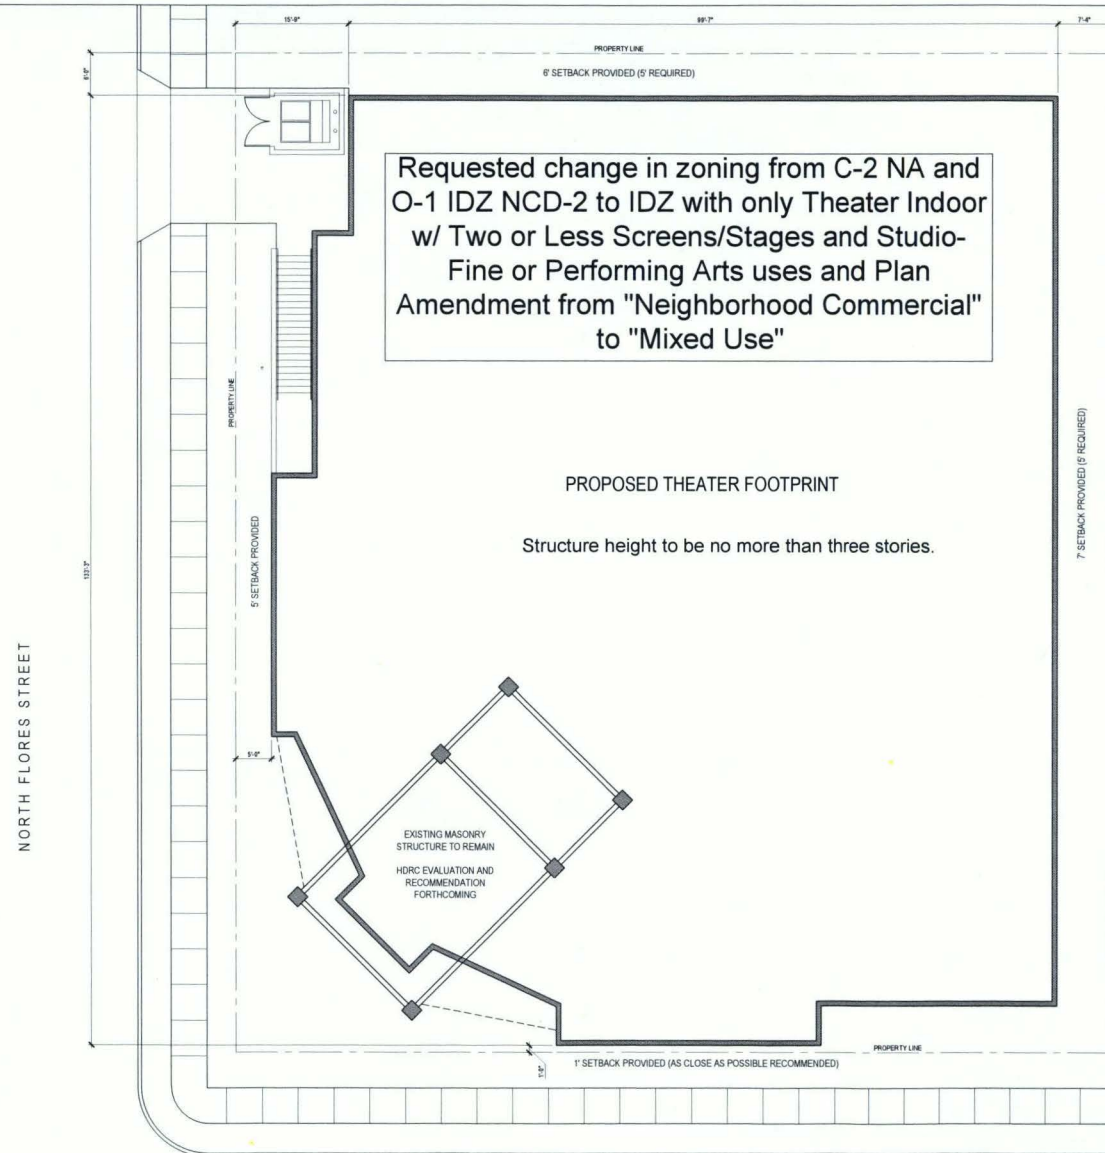 15'-9"
99'-7"
7'-4"
PROPERTY LINE
6'-0"
6' SETBACK PROVIDED (5' REQUIRED)
Requested change in zoning from C-2 NA and
O-1 IDZ NCD-2 to IDZ with only Theater Indoor
w/ Two or Less Screens/Stages and Studio-
Fine or Performing Arts uses and Plan
Amendment from "Neighborhood Commercial"
to "Mixed Use"
PROPERTY LINE
PROPOSED THEATER FOOTPRINT
Structure height to be no more than three stories.
7' SETBACK PROVIDED (5' REQUIRED)
5' SETBACK PROVIDED
133'-3"
NORTH FLORES STREET
5'-0"
EXISTING MASONRY
STRUCTURE TO REMAIN
HDRC EVALUATION AND
RECOMMENDATION
FORTHCOMING
PROPERTY LINE
1' SETBACK PROVIDED (AS CLOSE AS POSSIBLE RECOMMENDED)
1'-0"